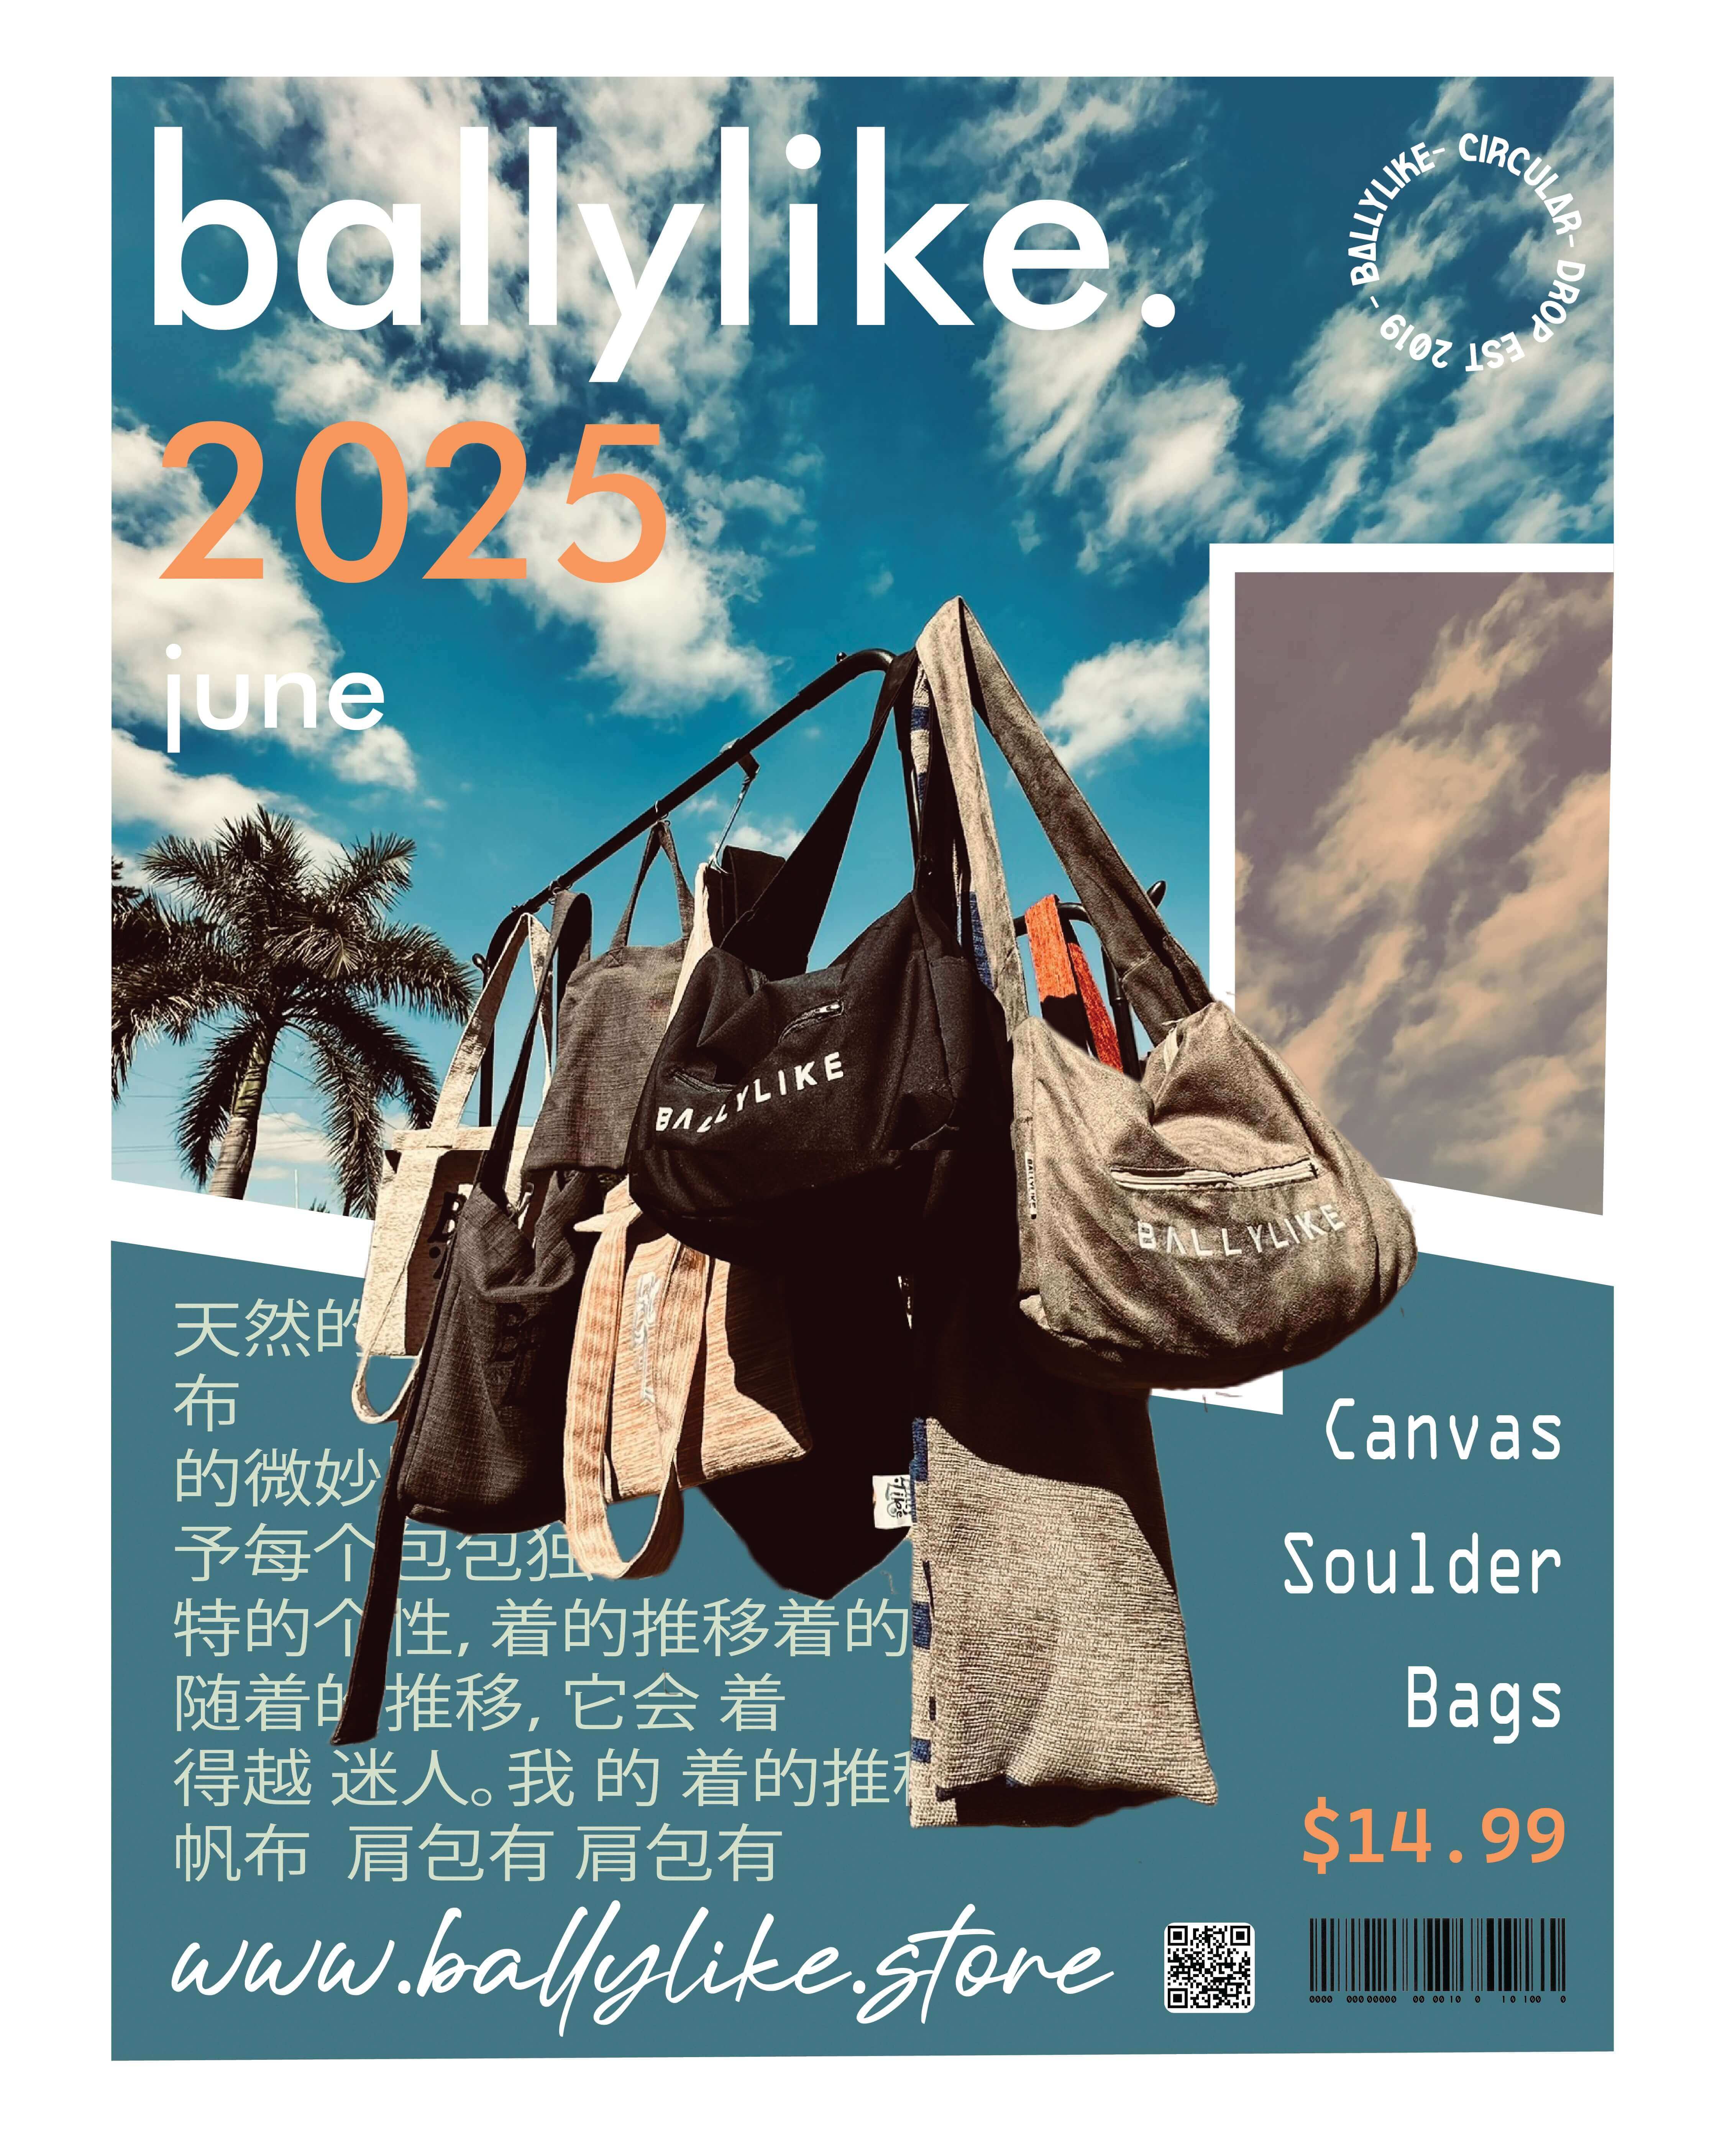 ballylike.
BALLYLIKE- CIRCULAR- DROP EST 2019 -
2025
june
BALLYLIKE
BALLYLIKE
天然的
布
的微妙
予每个包包独
特的个性, 着的推移着的
随着的推移, 它会 着
得越 迷人。我 的 着的推移
帆布 肩包有 肩包有
Canvas
Soulder
Bags
$14.99
www.ballylike.store